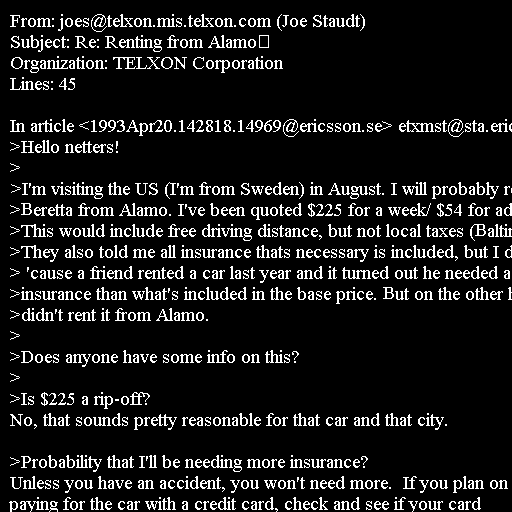 From: joes@telxon.mis.telxon.com (Joe Staudt)
Subject: Re: Renting from Alamo
Organization: TELXON Corporation
Lines: 45

In article <1993Apr20.142818.14969@ericsson.se> etxmst@sta.eric
>Hello netters!
>
>I'm visiting the US (I'm from Sweden) in August. I will probably
>Beretta from Alamo. I've been quoted $225 for a week/ $54 for ad
>This would include free driving distance, but not local taxes (Baltim
>They also told me all insurance thats necessary is included, but I d
> 'cause a friend rented a car last year and it turned out he needed a
>insurance than what's included in the base price. But on the other
>didn't rent it from Alamo.
>
>Does anyone have some info on this?
>
>Is $225 a rip-off?
No, that sounds pretty reasonable for that car and that city.

>Probability that I'll be needing more insurance?
Unless you have an accident, you won't need more.  If you plan on
paying for the car with a credit card, check and see if your card